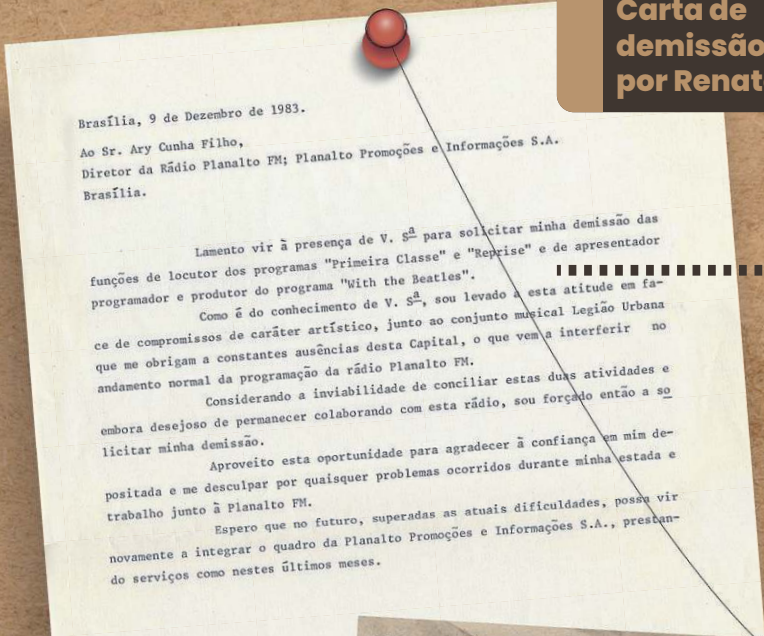 Carta de
demissão
por Renat
Brasília, 9 de Dezembro de 1983.
Ao Sr. Ary Cunha Filho,
Diretor da Rádio Planalto FM; Planalto Promoções e Informações S.A.
Brasília.
Lamento vir à presença de V. Sª para solicitar minha demissão das
funções de locutor dos programas "Primeira Classe" e "Reprise" e de apresentador
programador e produtor do programa "With the Beatles".
Como é do conhecimento de V. Sª, sou levado a esta atitude em fa-
ce de compromissos de caráter artístico, junto ao conjunto musical Legião Urbana
que me obrigam a constantes ausências desta Capital, o que vem a interferir no
andamento normal da programação da rádio Planalto FM.
Considerando a inviabilidade de conciliar estas duas atividades e
embora desejoso de permanecer colaborando com esta rádio, sou forçado então a so
licitar minha demissão.
Aproveito esta oportunidade para agradecer à confiança em mim de-
positada e me desculpar por quaisquer problemas ocorridos durante minha estada e
trabalho junto à Planalto FM.
Espero que no futuro, superadas as atuais dificuldades, possa vir
novamente a integrar o quadro da Planalto Promoções e Informações S.A., prestan-
do serviços como nestes últimos meses.